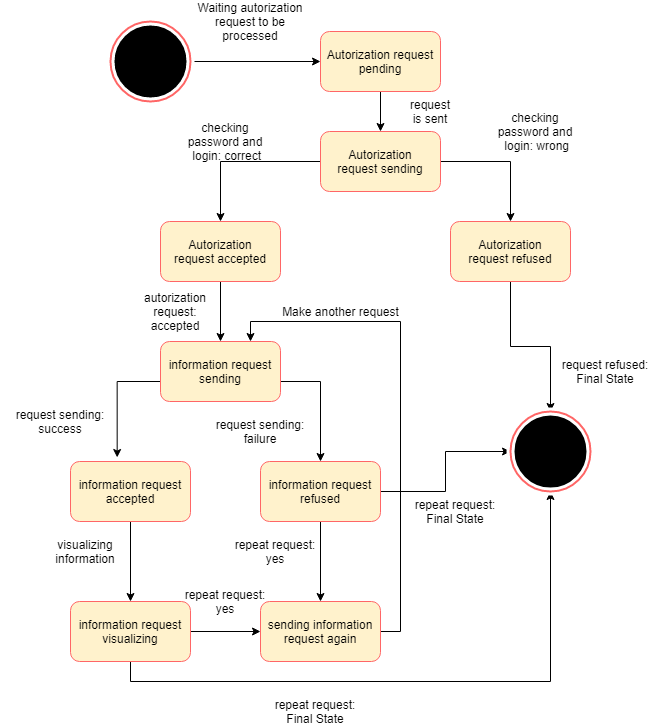 Waiting autorization
request to be
processed
Autorization request
pending
request
is sent
checking
password and
login: correct
checking
password and
login: wrong
Autorization
request sending
Autorization
request accepted
Autorization
request refused
autorization
request:
accepted
Make another request
information request
sending
request refused:
Final State
request sending:
success
request sending:
failure
information request
accepted
information request
refused
repeat request:
Final State
visualizing
information
repeat request:
yes
repeat request:
yes
information request
visualizing
sending information
request again
repeat request:
Final State